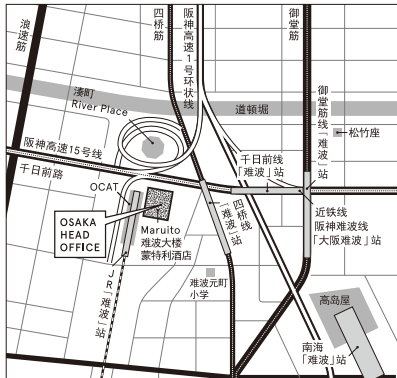 浪速筋
四桥筋
阪神高速1号环状线
御堂筋
湊町
River Place
道顿堀
御堂筋线「难波」站
松竹座
阪神高速15号线
千日前线
「难波」站
千日前路
OCAT
四桥线
「难波」站
近铁线
阪神难波线
「大阪难波」站
OSAKA
HEAD
OFFICE
Maruito
难波大楼
蒙特利酒店
JR「难波」站
难波元町
小学
高岛屋
南海
「难波」站